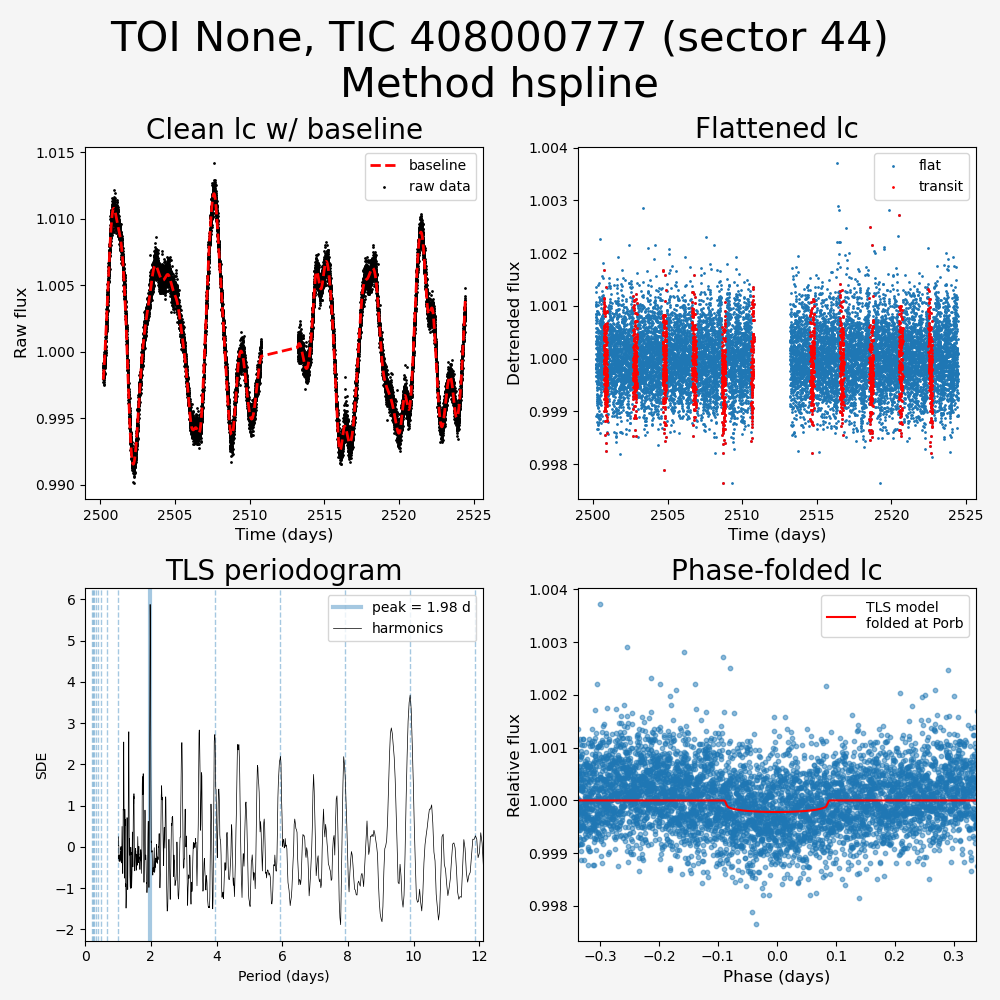 TOI None, TIC 408000777 (sector 44)
Method hspline
Clean lc w/ baseline
Flattened lc
1.015
1.010
1.005
1.000
0.995
0.990
Raw flux
baseline
raw data
2500
2505
2510
2515
2520
2525
Time (days)
1.004
1.003
1.002
1.001
1.000
0.999
0.998
Detrended flux
flat
transit
2500
2505
2510
2515
2520
2525
Time (days)
TLS periodogram
Phase-folded lc
6
5
4
3
2
1
0
−1
−2
SDE
peak = 1.98 d
harmonics
0
2
4
6
8
10
12
Period (days)
1.004
1.003
1.002
1.001
1.000
0.999
0.998
Relative flux
TLS model
folded at Porb
−0.3
−0.2
−0.1
0.0
0.1
0.2
0.3
Phase (days)